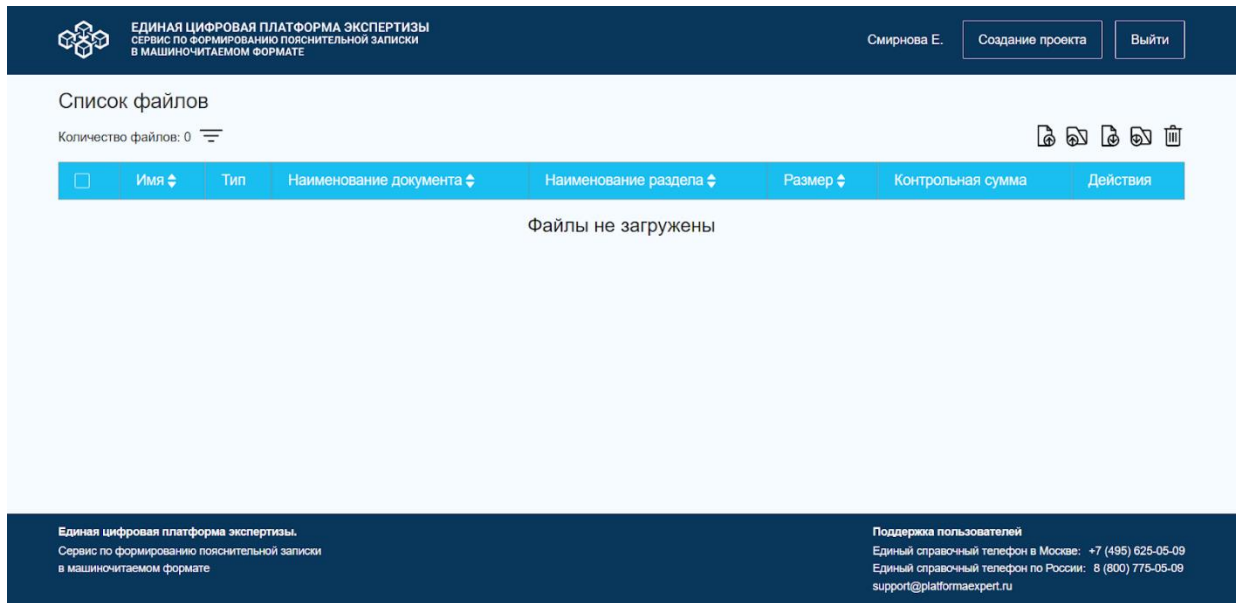 ЕДИНАЯ ЦИФРОВАЯ ПЛАТФОРМА ЭКСПЕРТИЗЫ
СЕРВИС ПО ФОРМИРОВАНИЮ ПОЯСНИТЕЛЬНОЙ ЗАПИСКИ
В МАШИНОЧИТАЕМОМ ФОРМАТЕ
Смирнова Е. Создание проекта Выйти
Список файлов
Количество файлов: 0
Имя Тип Наименование документа Наименование раздела Размер Контрольная сумма Действия
Файлы не загружены
Единая цифровая платформа экспертизы.
Сервис по формированию пояснительной записки
в машиночитаемом формате
Поддержка пользователей
Единый справочный телефон в Москве: +7 (495) 625-05-09
Единый справочный телефон по России: 8 (800) 775-05-09
support@platformaexpert.ru